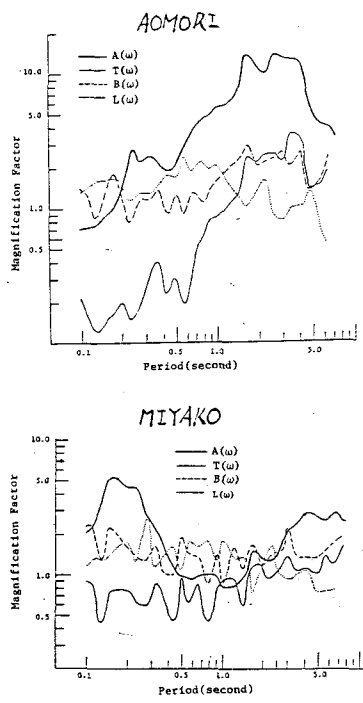 AOMORI
A(ω)
T(ω)
B(ω)
L(ω)
10.0
5.0
1.0
0.5
Magnification Factor
0.1 0.5 1.0 5.0
Period(second)
MIYAKO
A(ω)
T(ω)
B(ω)
L(ω)
10.0
5.0
1.0
0.5
Magnification Factor
0.1 0.5 1.0 5.0
Period(second)